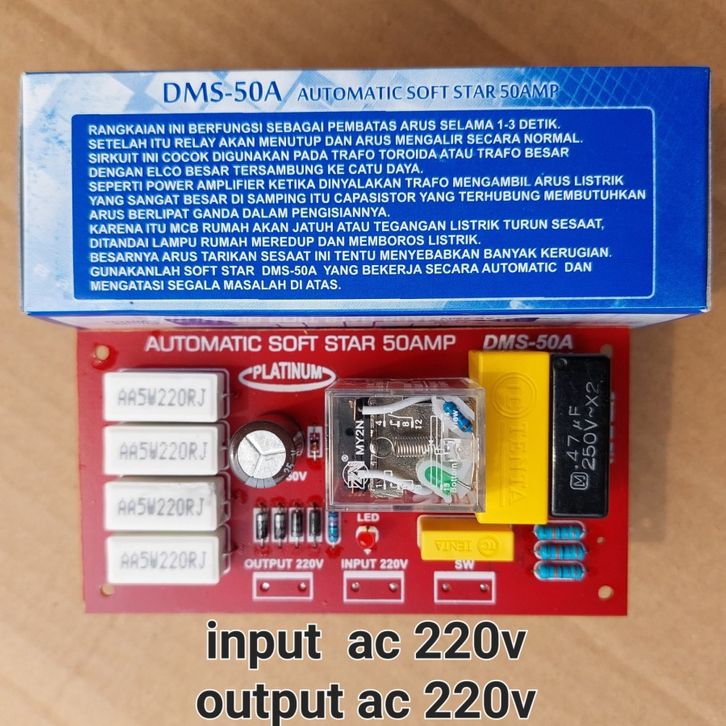 DMS-50A AUTOMATIC SOFT STAR 50AMP
RANGKAIAN INI BERFUNGSI SEBAGAI PEMBATAS ARUS SELAMA 1-3 DETIK.
SETELAH ITU RELAY AKAN MENUTUP DAN ARUS MENGALIR SECARA NORMAL.
SIRKUIT INI COCOK DIGUNAKAN PADA TRAFO TOROIDA ATAU TRAFO BESAR
DENGAN ELCO BESAR TERSAMBUNG KE CATU DAYA.
SEPERTI POWER AMPLIFIER KETIKA DINYALAKAN TRAFO MENGAMBIL ARUS LISTRIK
YANG SANGAT BESAR DI SAMPING ITU CAPASISTOR YANG TERHUBUNG MEMBUTUHKAN
ARUS BERLIPAT GANDA DALAM PENGISIANNYA.
KARENA ITU MCB RUMAH AKAN JATUH ATAU TEGANGAN LISTRIK TURUN SESAAT,
DITANDAI LAMPU RUMAH MEREDUP DAN MEMBOROS LISTRIK.
BESARNYA ARUS TARIKAN SESAAT INI TENTU MENYEBABKAN BANYAK KERUGIAN.
GUNAKANLAH SOFT STAR DMS-50A YANG BEKERJA SECARA AUTOMATIC DAN
MENGATASI SEGALA MASALAH DI ATAS.
AUTOMATIC SOFT STAR 50AMP DMS-50A
PLATINUM
AA5W220RJ
AA5W220RJ
AA5W220RJ
AA5W220RJ
MY2N
4
8
12
TENTA
.47µF
250V~X2
M
LED
TENTA
OUTPUT 220V
INPUT 220V
SW
input ac 220v
output ac 220v